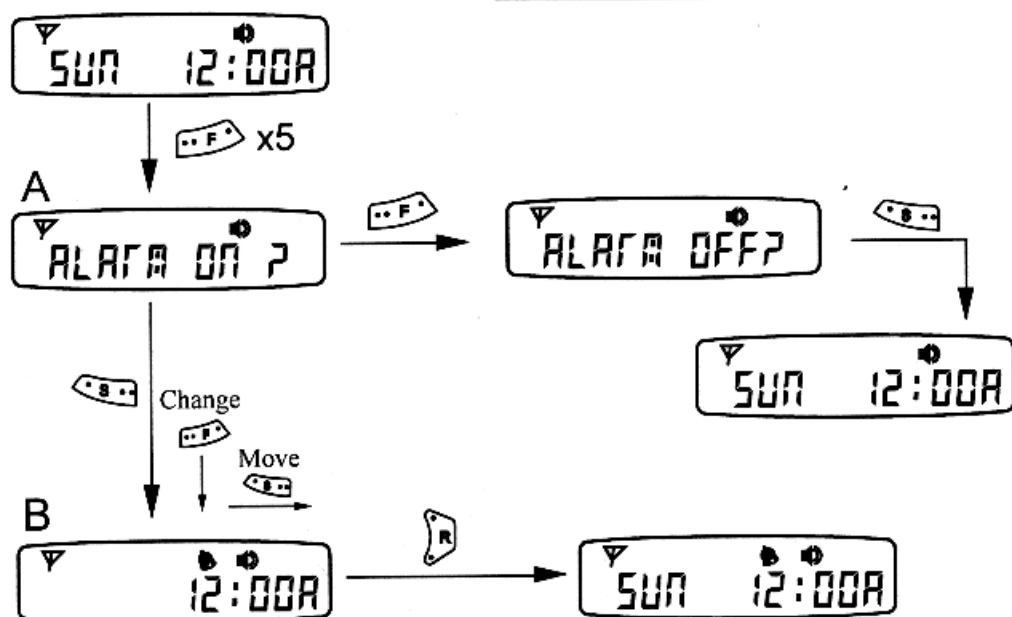 SUN 12:00A
F x5
A
ALARM ON ?
F
ALARM OFF?
S
SUN 12:00A
S
Change
F
Move
S
B
12:00A
R
SUN 12:00A